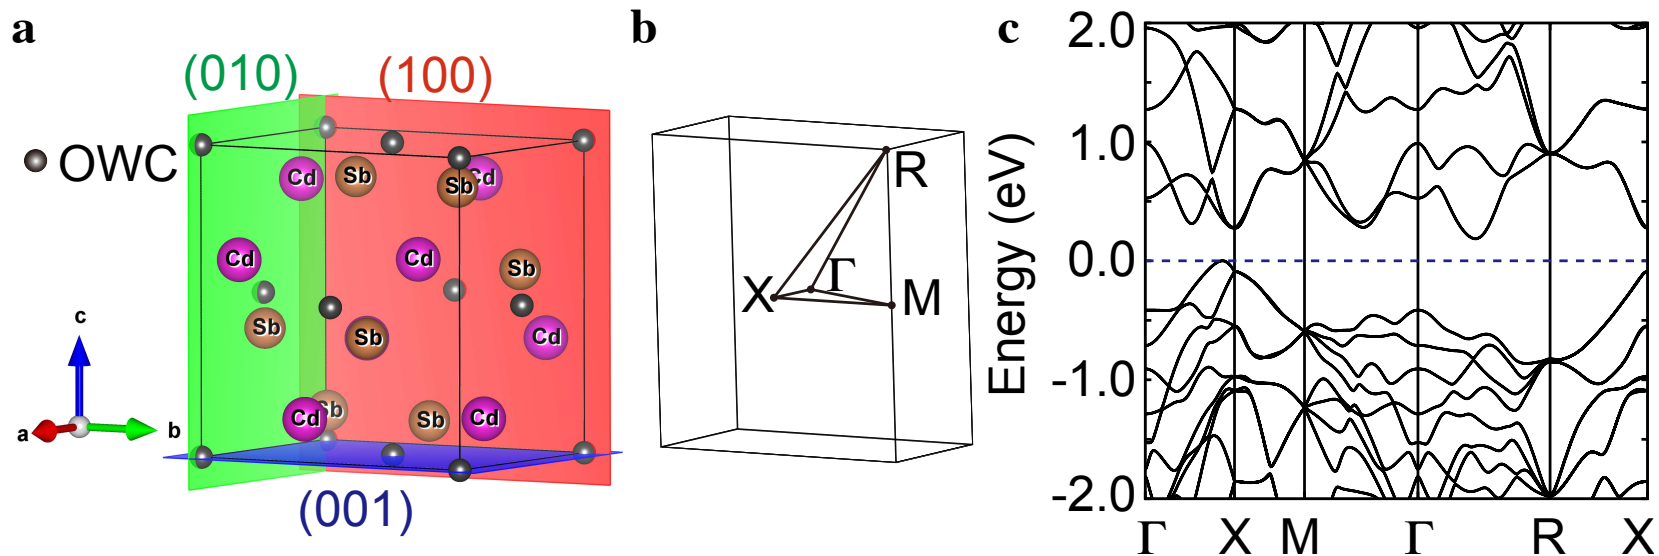 a
(010)
(100)
OWC
Cd
Sb
Sb
Cd
Cd
Cd
Sb
Sb
Sb
Cd
Sb
Cd
Sb
Cd
c
a
b
(001)
b
R
Γ
X
M
c
Energy (eV)
2.0
1.0
0.0
-1.0
-2.0
Γ X M Γ R X